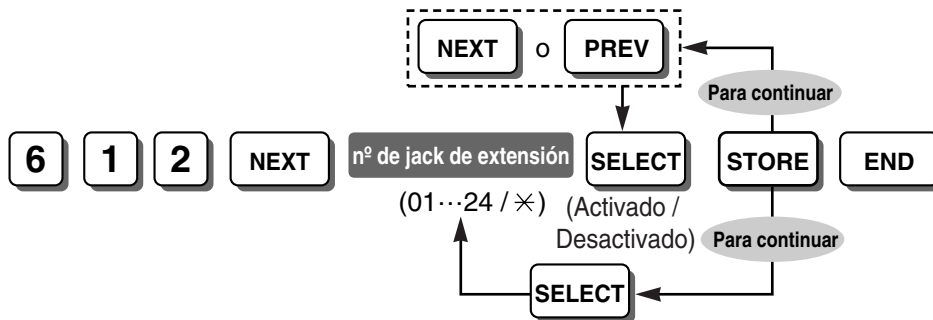 NEXT o PREV
Para continuar
6 1 2 NEXT nº de jack de extensión SELECT STORE END
(01···24 / ✳) (Activado / Desactivado)
Para continuar
SELECT